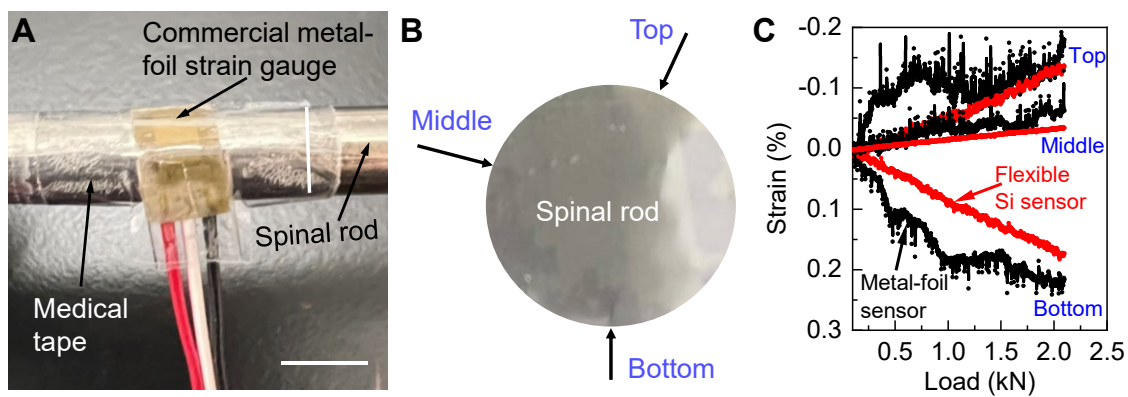 A
Commercial metal-
foil strain gauge
Spinal rod
Medical
tape
B
Top
Middle
Spinal rod
Bottom
C
Strain (%)
-0.2
-0.1
0.0
0.1
0.2
0.3
Top
Middle
Flexible
Si sensor
Metal-foil
sensor
Bottom
0.5 1.0 1.5 2.0 2.5
Load (kN)